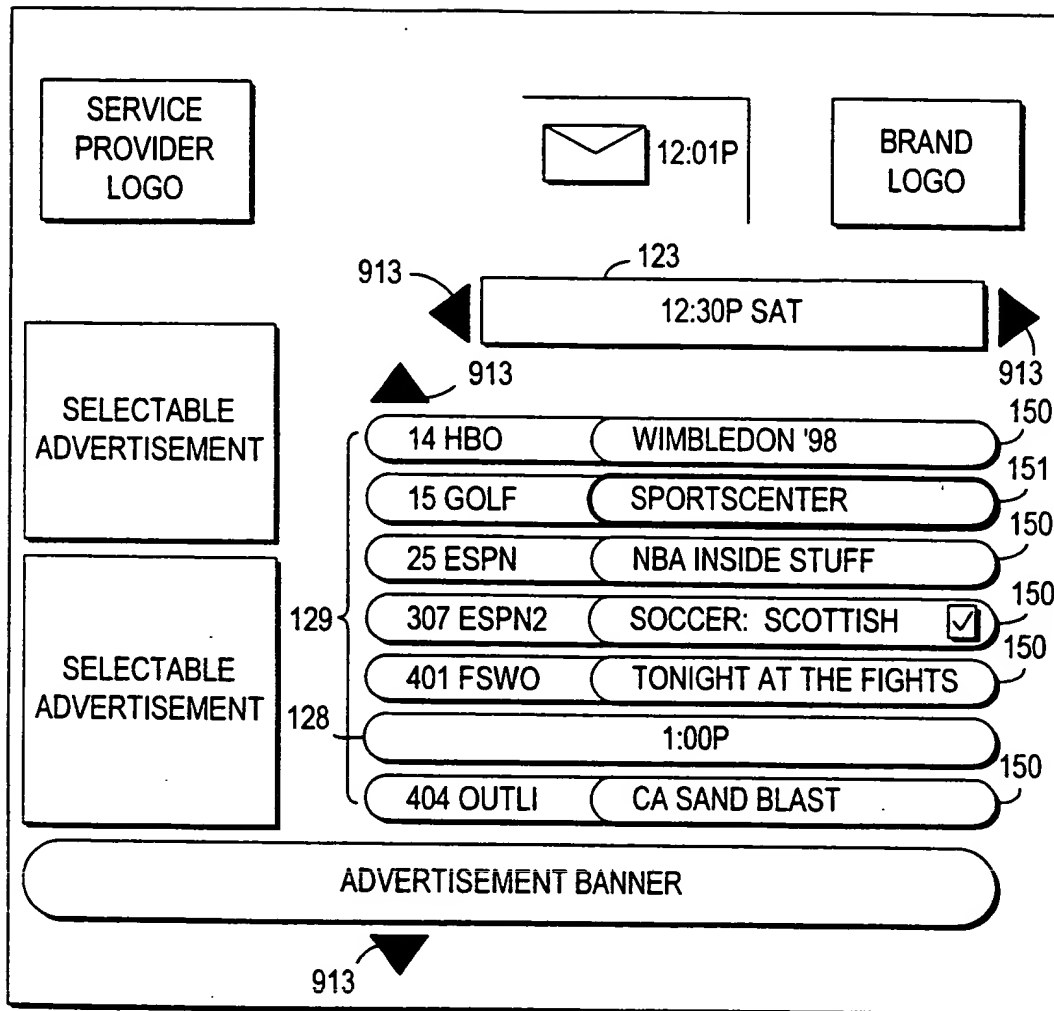 SERVICE
PROVIDER
LOGO
12:01P
BRAND
LOGO
913
123
12:30P SAT
913
913
SELECTABLE
ADVERTISEMENT
14 HBO WIMBLEDON '98 150
15 GOLF SPORTSCENTER 151
25 ESPN NBA INSIDE STUFF 150
129
307 ESPN2 SOCCER: SCOTTISH 150
401 FSWO TONIGHT AT THE FIGHTS 150
SELECTABLE
ADVERTISEMENT
128
1:00P
404 OUTLI CA SAND BLAST 150
ADVERTISEMENT BANNER
913